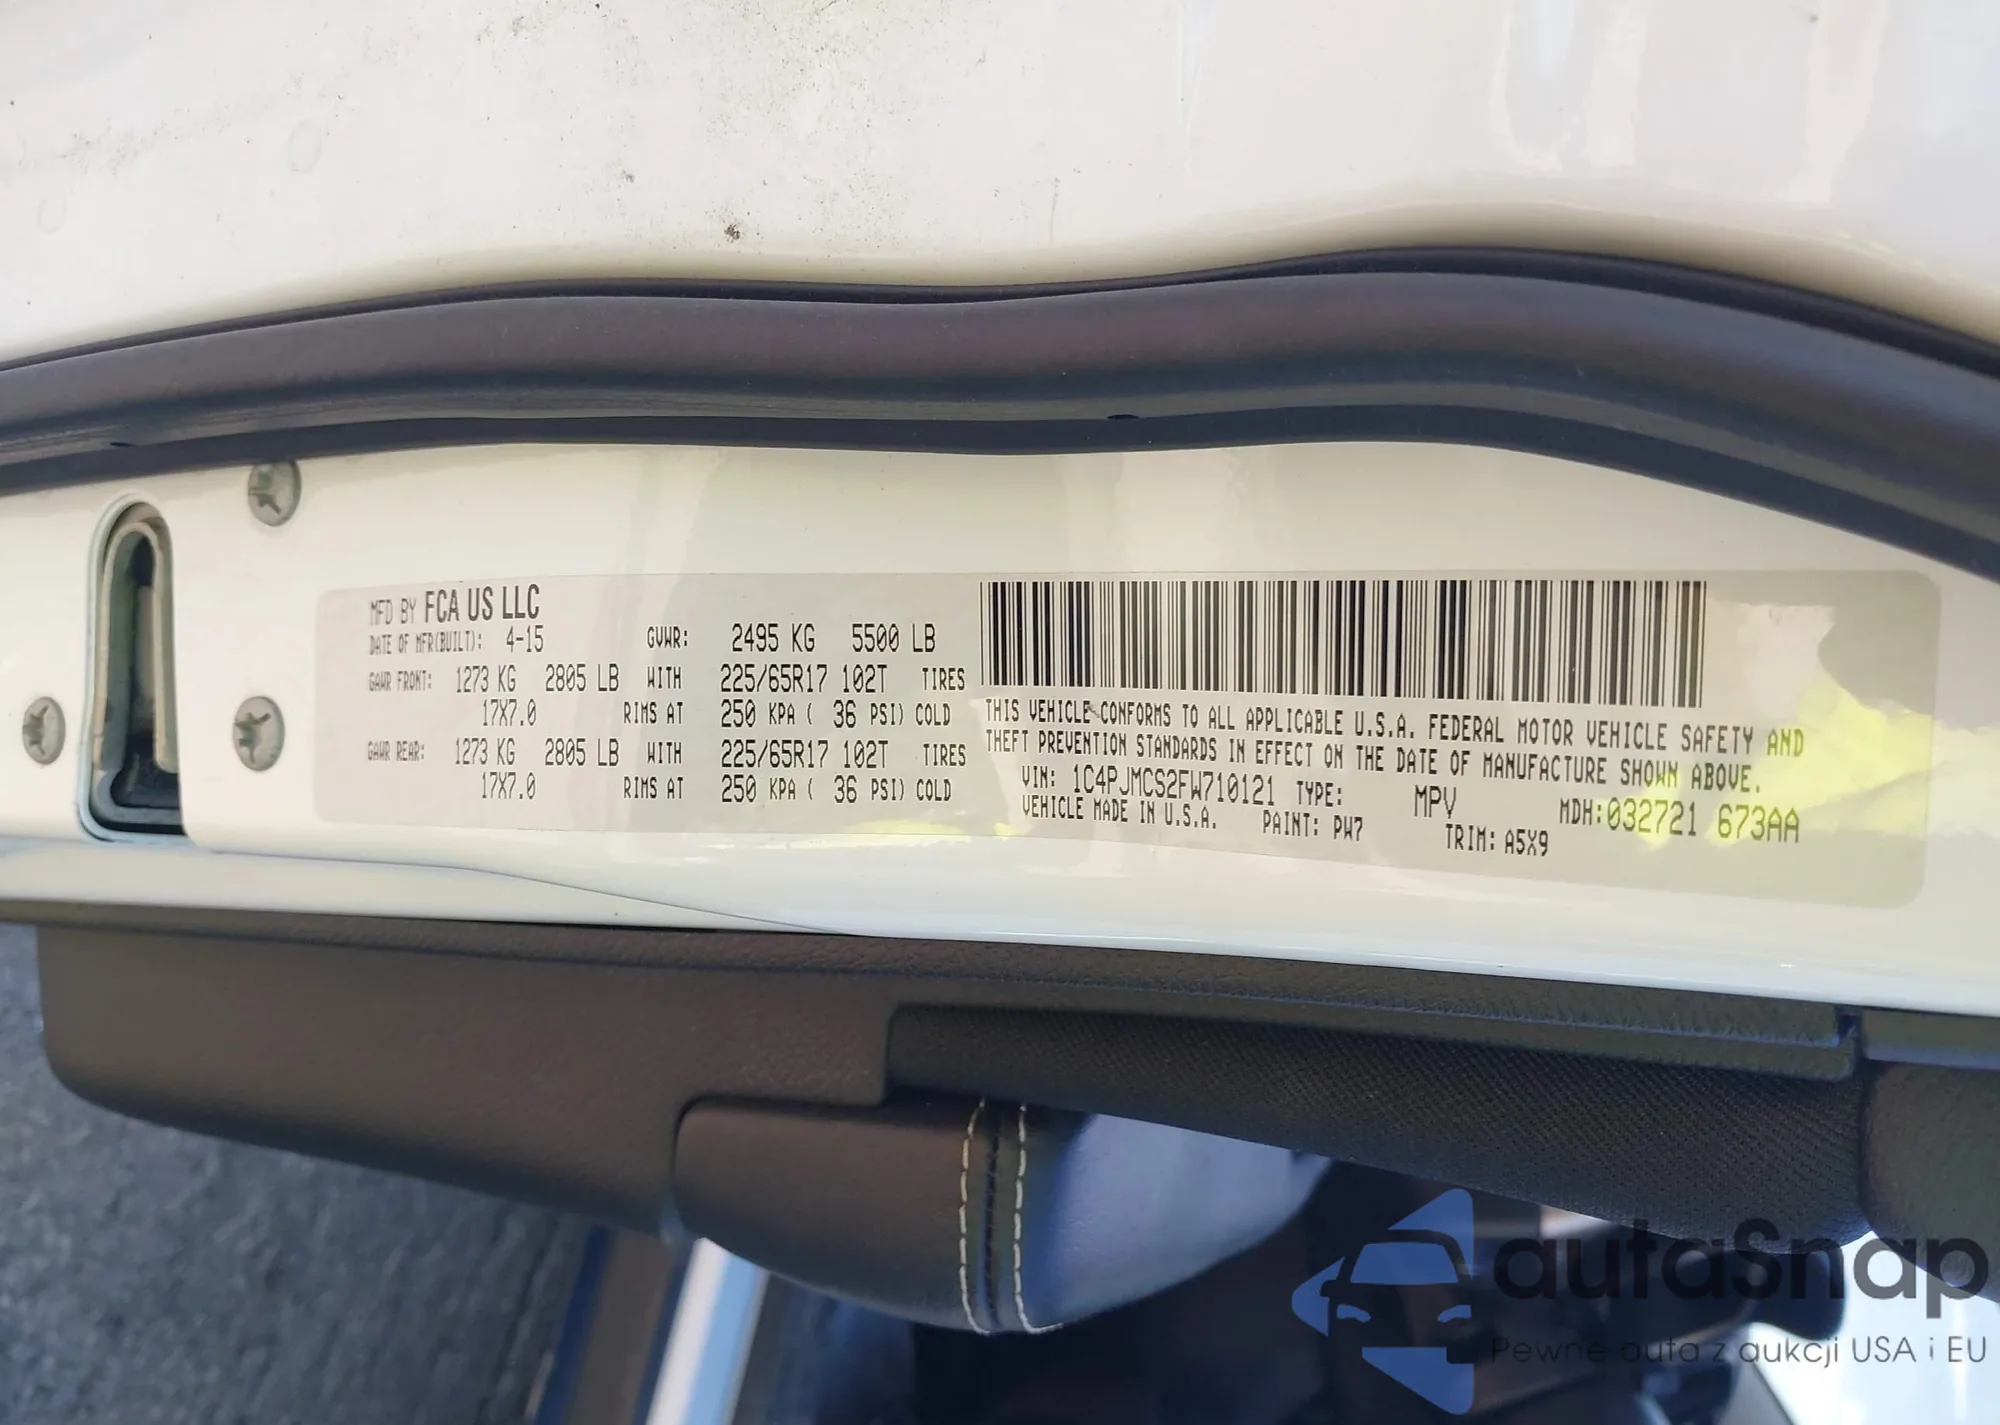 MFD BY FCA US LLC
DATE OF MFR(BUILT): 4-15 GVWR: 2495 KG 5500 LB
GAWR FRONT: 1273 KG 2805 LB WITH 225/65R17 102T TIRES
17X7.0 RIMS AT 250 KPA ( 36 PSI) COLD
GAWR REAR: 1273 KG 2805 LB WITH 225/65R17 102T TIRES
17X7.0 RIMS AT 250 KPA ( 36 PSI) COLD
THIS VEHICLE CONFORMS TO ALL APPLICABLE U.S.A. FEDERAL MOTOR VEHICLE SAFETY AND
THEFT PREVENTION STANDARDS IN EFFECT ON THE DATE OF MANUFACTURE SHOWN ABOVE.
VIN: 1C4PJMCS2FW710121 TYPE: MPV MDH:032721 673AA
VEHICLE MADE IN U.S.A. PAINT: PW7 TRIM: A5X9
autaSnap
Pewne auta z aukcji USA i EU